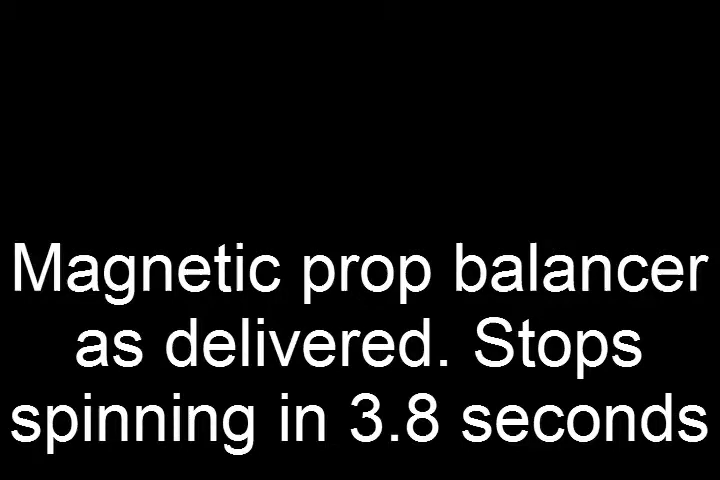 Magnetic prop balancer
as delivered. Stops
spinning in 3.8 seconds